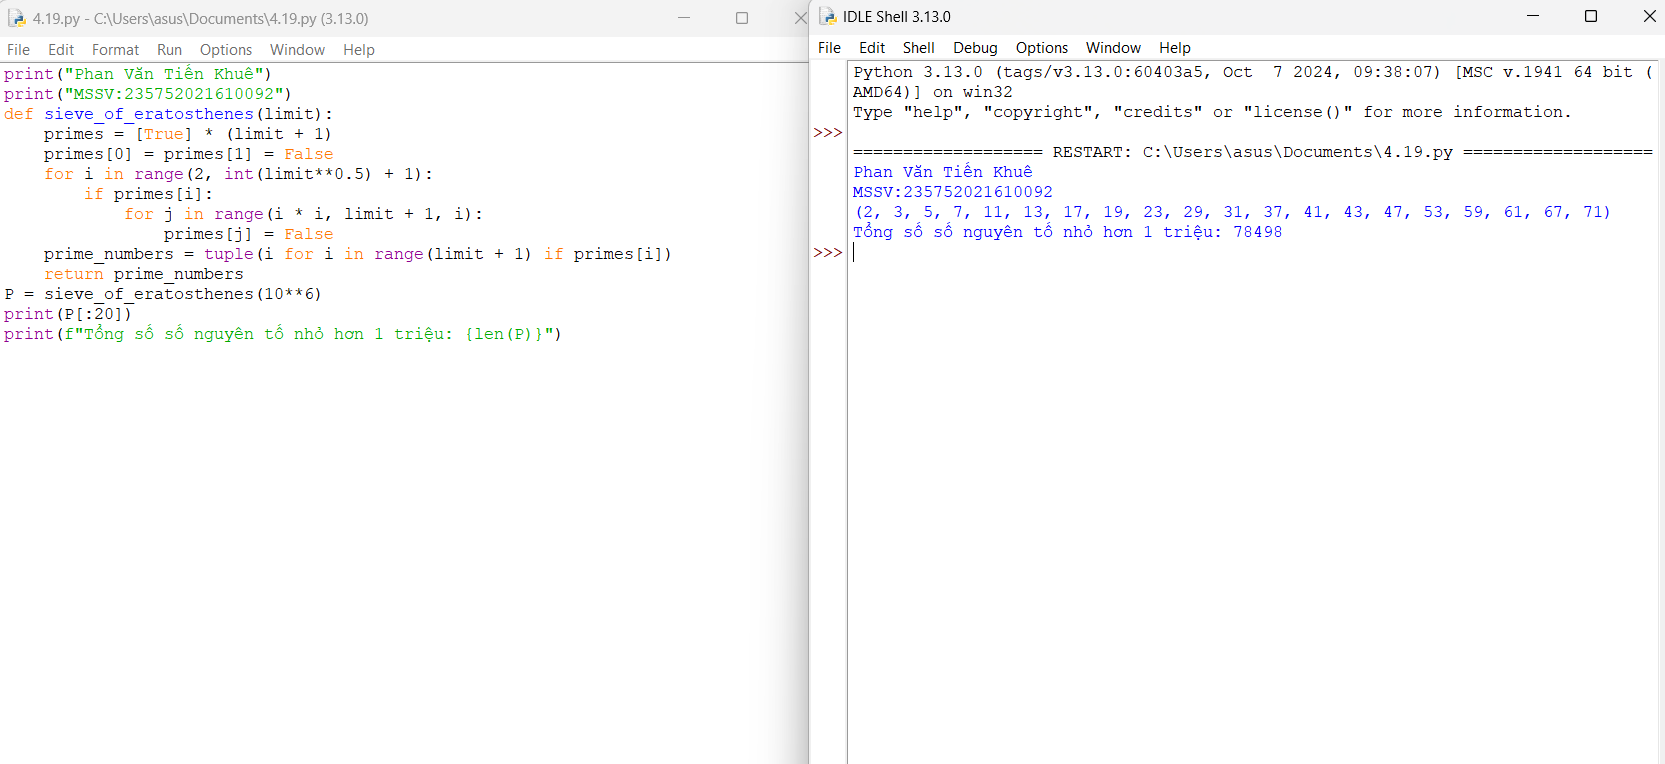 4.19.py - C:\Users\asus\Documents\4.19.py (3.13.0)
File Edit Format Run Options Window Help
print("Phan Văn Tiến Khuê")
print("MSSV:235752021610092")
def sieve_of_eratosthenes(limit):
    primes = [True] * (limit + 1)
    primes[0] = primes[1] = False
    for i in range(2, int(limit**0.5) + 1):
        if primes[i]:
            for j in range(i * i, limit + 1, i):
                primes[j] = False
    prime_numbers = tuple(i for i in range(limit + 1) if primes[i])
    return prime_numbers
P = sieve_of_eratosthenes(10**6)
print(P[:20])
print(f"Tổng số số nguyên tố nhỏ hơn 1 triệu: {len(P)}")
IDLE Shell 3.13.0
File Edit Shell Debug Options Window Help
Python 3.13.0 (tags/v3.13.0:60403a5, Oct  7 2024, 09:38:07) [MSC v.1941 64 bit (
AMD64)] on win32
Type "help", "copyright", "credits" or "license()" for more information.
>>>
=================== RESTART: C:\Users\asus\Documents\4.19.py ===================
Phan Văn Tiến Khuê
MSSV:235752021610092
(2, 3, 5, 7, 11, 13, 17, 19, 23, 29, 31, 37, 41, 43, 47, 53, 59, 61, 67, 71)
Tổng số số nguyên tố nhỏ hơn 1 triệu: 78498
>>>